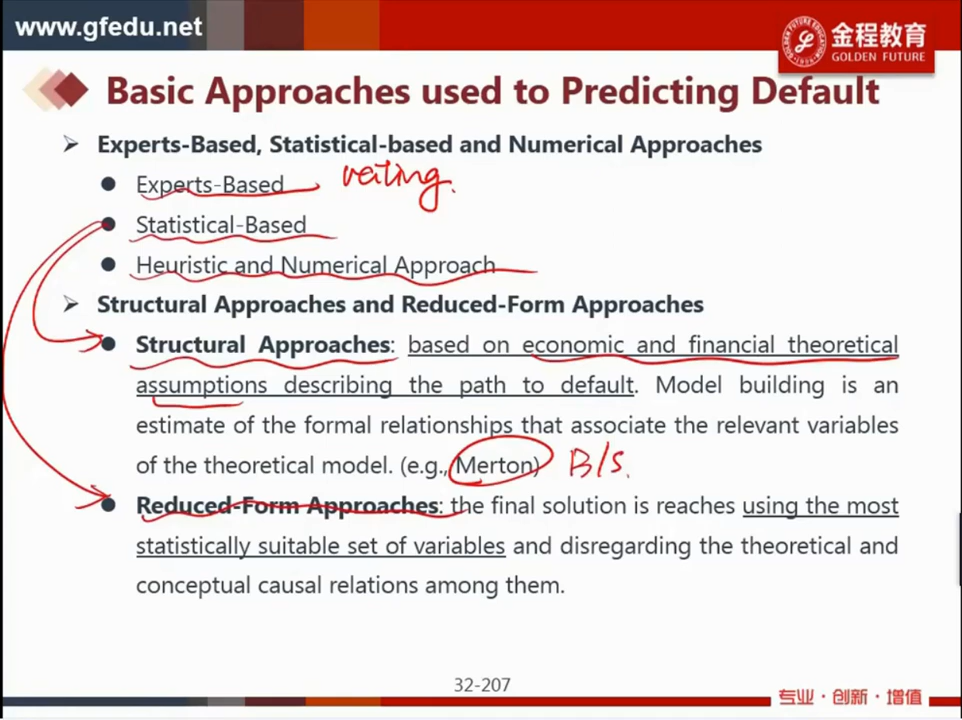 www.gfedu.net
金程教育
GOLDEN FUTURE
Basic Approaches used to Predicting Default
Experts-Based, Statistical-based and Numerical Approaches
Experts-Based rating.
Statistical-Based
Heuristic and Numerical Approach
Structural Approaches and Reduced-Form Approaches
Structural Approaches: based on economic and financial theoretical
assumptions describing the path to default. Model building is an
estimate of the formal relationships that associate the relevant variables
of the theoretical model. (e.g., Merton) B/S.
Reduced-Form Approaches: the final solution is reaches using the most
statistically suitable set of variables and disregarding the theoretical and
conceptual causal relations among them.
32-207
专业·创新·增值